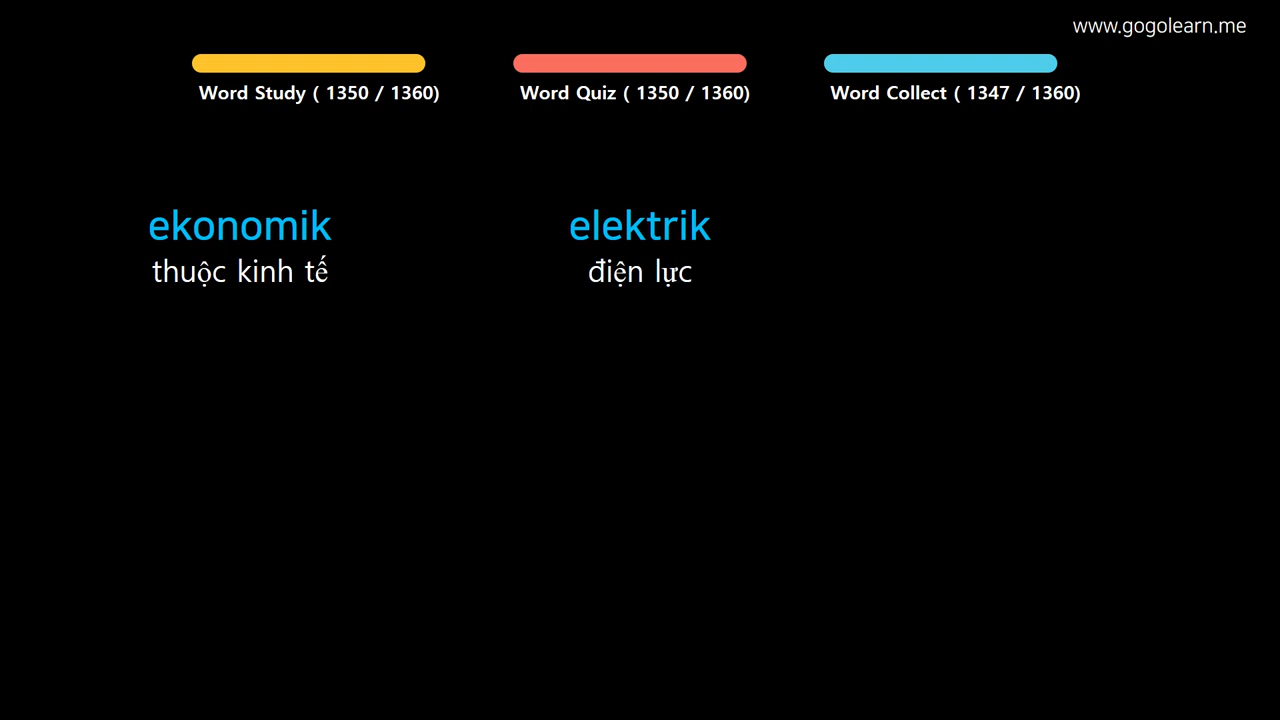 www.gogolearn.me
Word Study ( 1350 / 1360)
Word Quiz ( 1350 / 1360)
Word Collect ( 1347 / 1360)
ekonomik
thuộc kinh tế
elektrik
điện lực